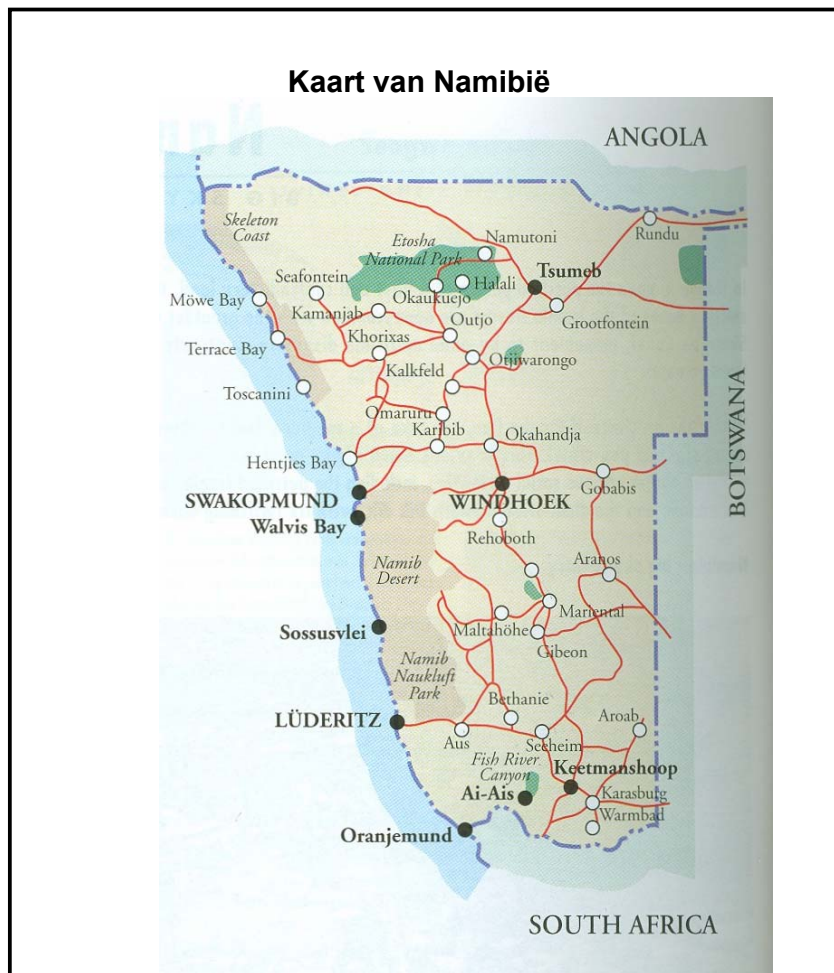 Kaart van Namibië
ANGOLA
Skeleton
Coast
Etosha
National Park
Namutoni
Rundu
Tsumeb
Seafontein
Halali
Okaukuejo
Möwe Bay
Kamanjab
Grootfontein
Outjo
Khorixas
Terrace Bay
Otjiwarongo
Kalkfeld
Toscanini
Omaruru
Karibib
Okahandja
BOTSWANA
Hentjies Bay
SWAKOPMUND
WINDHOEK
Gobabis
Walvis Bay
Rehoboth
Namib
Desert
Aranos
Mariental
Sossusvlei
Maltahöhe
Gibeon
Namib
Naukluft
Park
Bethanie
LÜDERITZ
Aroab
Aus
Seeheim
Fish River
Canyon
Keetmanshoop
Ai-Ais
Karasburg
Warmbad
Oranjemund
SOUTH AFRICA